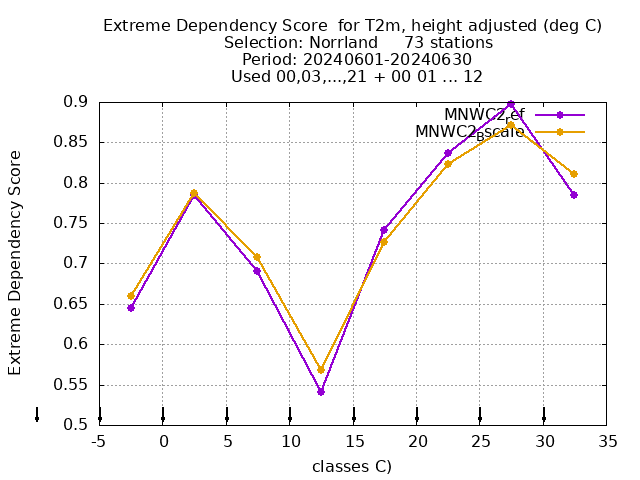 Extreme Dependency Score  for T2m, height adjusted (deg C)
Selection: Norrland     73 stations
Period: 20240601-20240630
Used 00,03,...,21 + 00 01 ... 12
MNWC2ref
MNWC2Bscale
Extreme Dependency Score
0.9
0.85
0.8
0.75
0.7
0.65
0.6
0.55
0.5
-5 0 5 10 15 20 25 30 35
classes C)